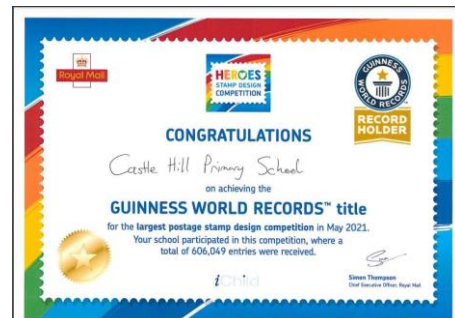 Royal Mail
HEROES
STAMP DESIGN
COMPETITION
GUINNESS WORLD RECORDS
RECORD
HOLDER
CONGRATULATIONS
Castle Hill Primary School
on achieving the
GUINNESS WORLD RECORDS™ title
for the largest postage stamp design competition in May 2021.
Your school participated in this competition, where a
total of 606,049 entries were received.
iChild
Simon Thompson
Chief Executive Officer, Royal Mail